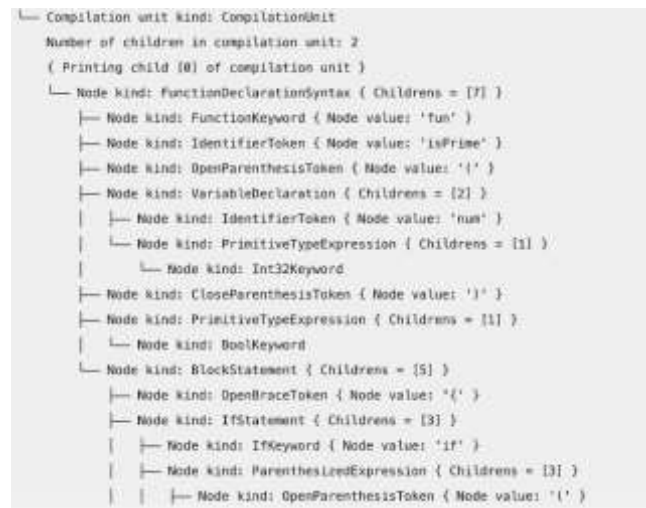 └── Compilation unit kind: CompilationUnit
    Number of children in compilation unit: 2
    ( Printing child [0] of compilation unit )
    └── Node kind: FunctionDeclarationSyntax { Childrens = [7] }
        ├── Node kind: FunctionKeyword { Node value: 'fun' }
        ├── Node kind: IdentifierToken { Node value: 'isPrime' }
        ├── Node kind: OpenParenthesisToken { Node value: '(' }
        ├── Node kind: VariableDeclaration { Childrens = [2] }
        │   ├── Node kind: IdentifierToken { Node value: 'num' }
        │   └── Node kind: PrimitiveTypeExpression { Childrens = [1] }
        │       └── Node kind: Int32Keyword
        ├── Node kind: CloseParenthesisToken { Node value: ')' }
        ├── Node kind: PrimitiveTypeExpression { Childrens = [1] }
        │   └── Node kind: BoolKeyword
        └── Node kind: BlockStatement { Childrens = [5] }
            ├── Node kind: OpenBraceToken { Node value: '{' }
            ├── Node kind: IfStatement { Childrens = [3] }
            │   ├── Node kind: IfKeyword { Node value: 'if' }
            │   ├── Node kind: ParenthesizedExpression { Childrens = [3] }
            │   │   ├── Node kind: OpenParenthesisToken { Node value: '(' }